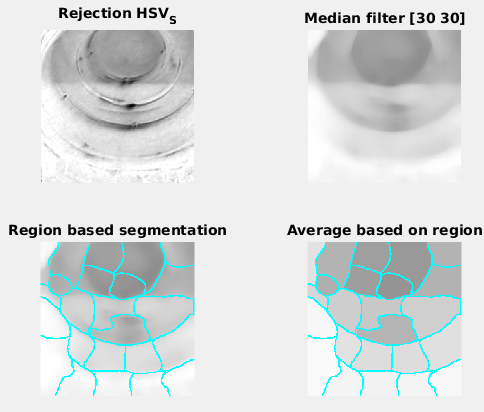 Rejection HSV_S
Median filter [30 30]
Region based segmentation
Average based on region